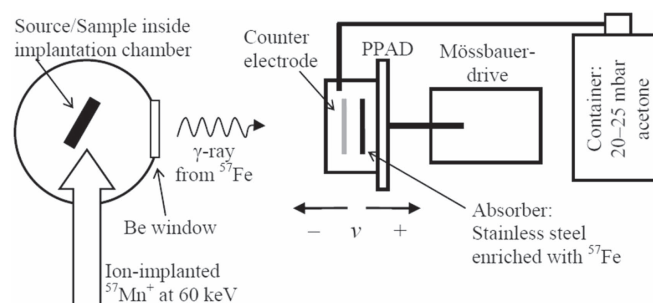 Source/Sample inside
implantation chamber
Counter
electrode
PPAD
Mössbauer-
drive
Container:
20–25 mbar
acetone
γ-ray
from ⁵⁷Fe
Be window
Ion-implanted
⁵⁷Mn⁺ at 60 keV
– v +
Absorber:
Stainless steel
enriched with ⁵⁷Fe